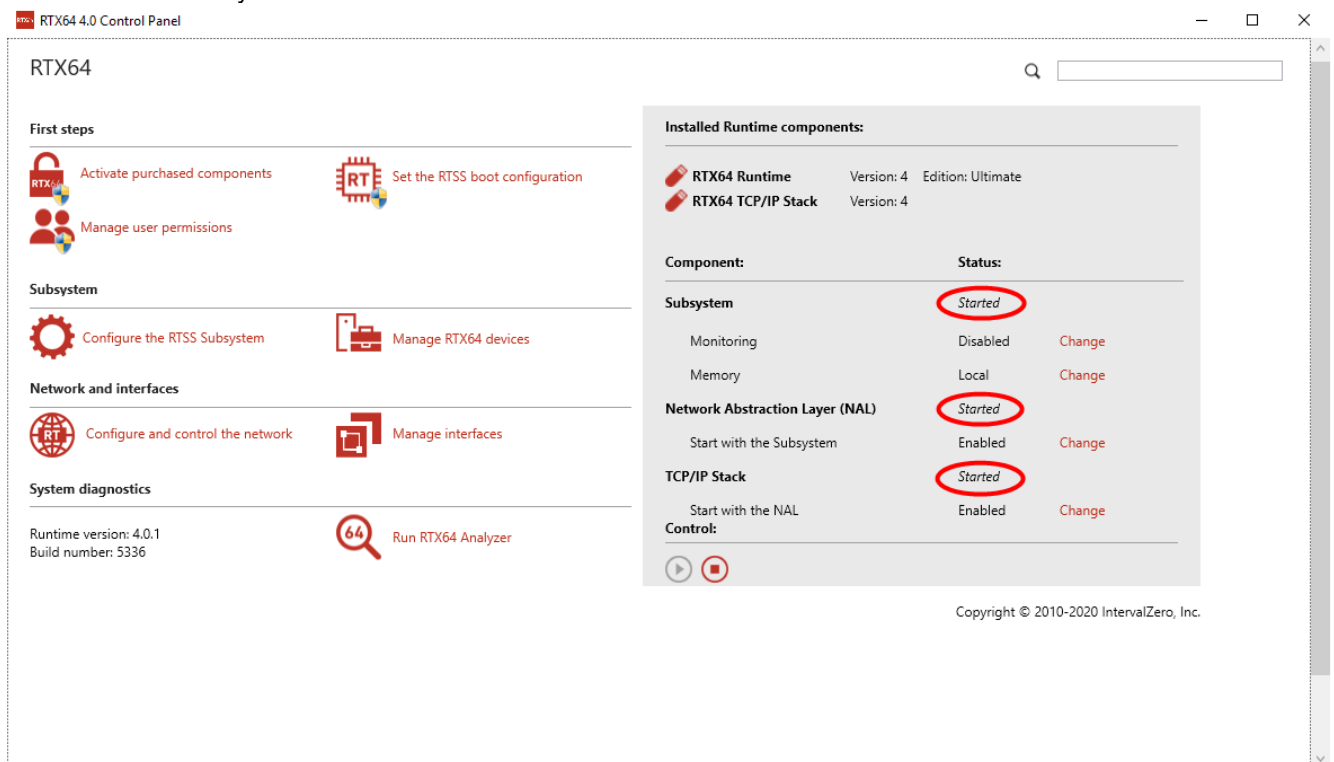 RTX64 4.0 Control Panel
RTX64
First steps
Activate purchased components
Set the RTSS boot configuration
Manage user permissions
Subsystem
Configure the RTSS Subsystem
Manage RTX64 devices
Network and interfaces
RT
Configure and control the network
Manage interfaces
System diagnostics
Runtime version: 4.0.1
Build number: 5336
64
Run RTX64 Analyzer
Installed Runtime components:
RTX64 Runtime Version: 4 Edition: Ultimate
RTX64 TCP/IP Stack Version: 4
Component: Status:
Subsystem Started
Monitoring Disabled Change
Memory Local Change
Network Abstraction Layer (NAL) Started
Start with the Subsystem Enabled Change
TCP/IP Stack Started
Start with the NAL Enabled Change
Control:
Copyright © 2010-2020 IntervalZero, Inc.